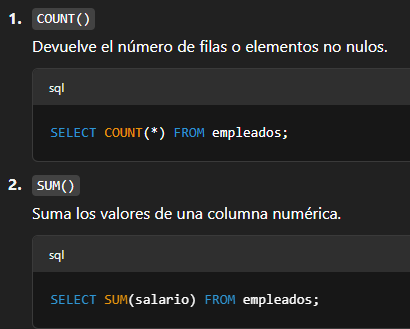 1. COUNT()
Devuelve el número de filas o elementos no nulos.
sql
SELECT COUNT(*) FROM empleados;
2. SUM()
Suma los valores de una columna numérica.
sql
SELECT SUM(salario) FROM empleados;